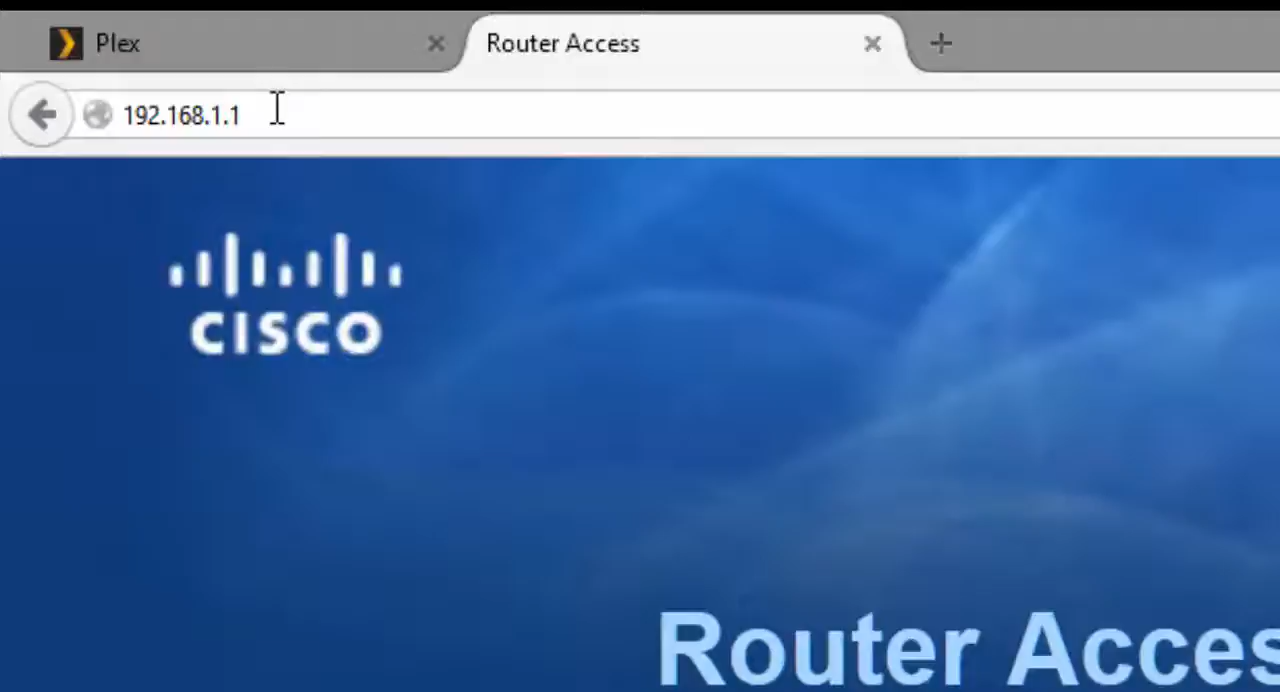 Plex
Router Access
192.168.1.1
CISCO
Router Acces